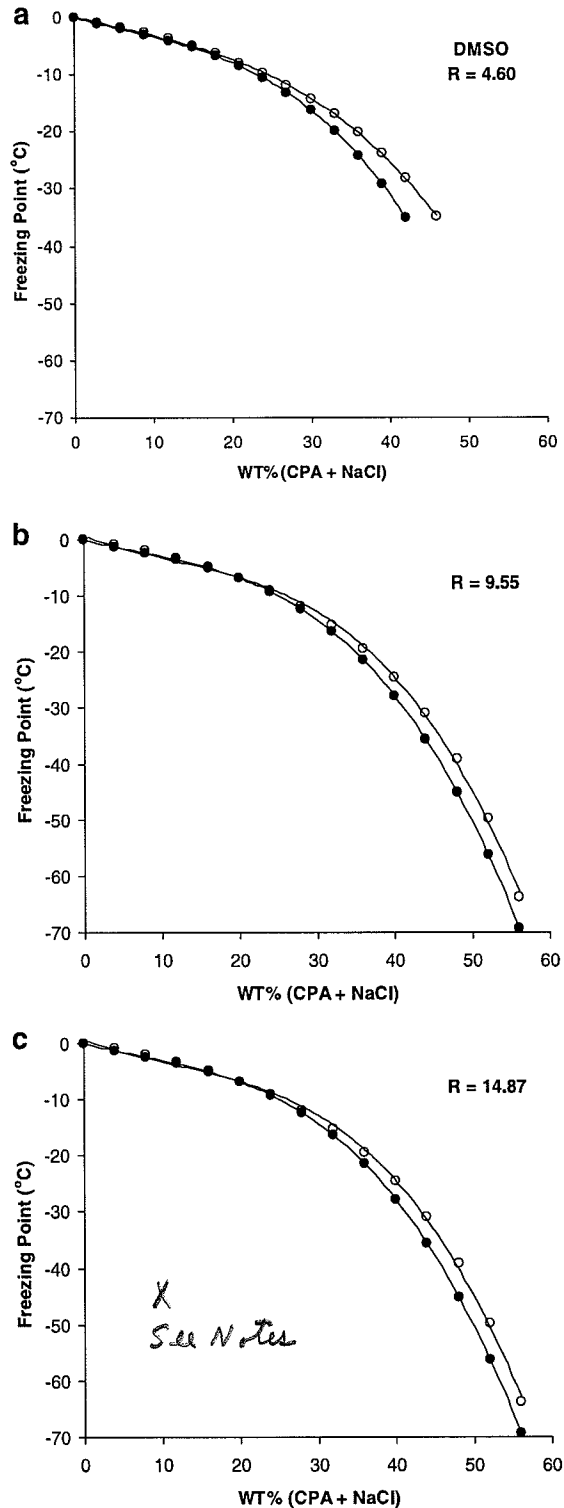 a
DMSO
R = 4.60
0
-10
-20
-30
-40
-50
-60
-70
Freezing Point (°C)
0 10 20 30 40 50 60
WT% (CPA + NaCl)
b
R = 9.55
0
-10
-20
-30
-40
-50
-60
-70
Freezing Point (°C)
0 10 20 30 40 50 60
WT% (CPA + NaCl)
c
R = 14.87
0
-10
-20
-30
-40
-50
-60
-70
Freezing Point (°C)
X
See Notes
0 10 20 30 40 50 60
WT% (CPA + NaCl)